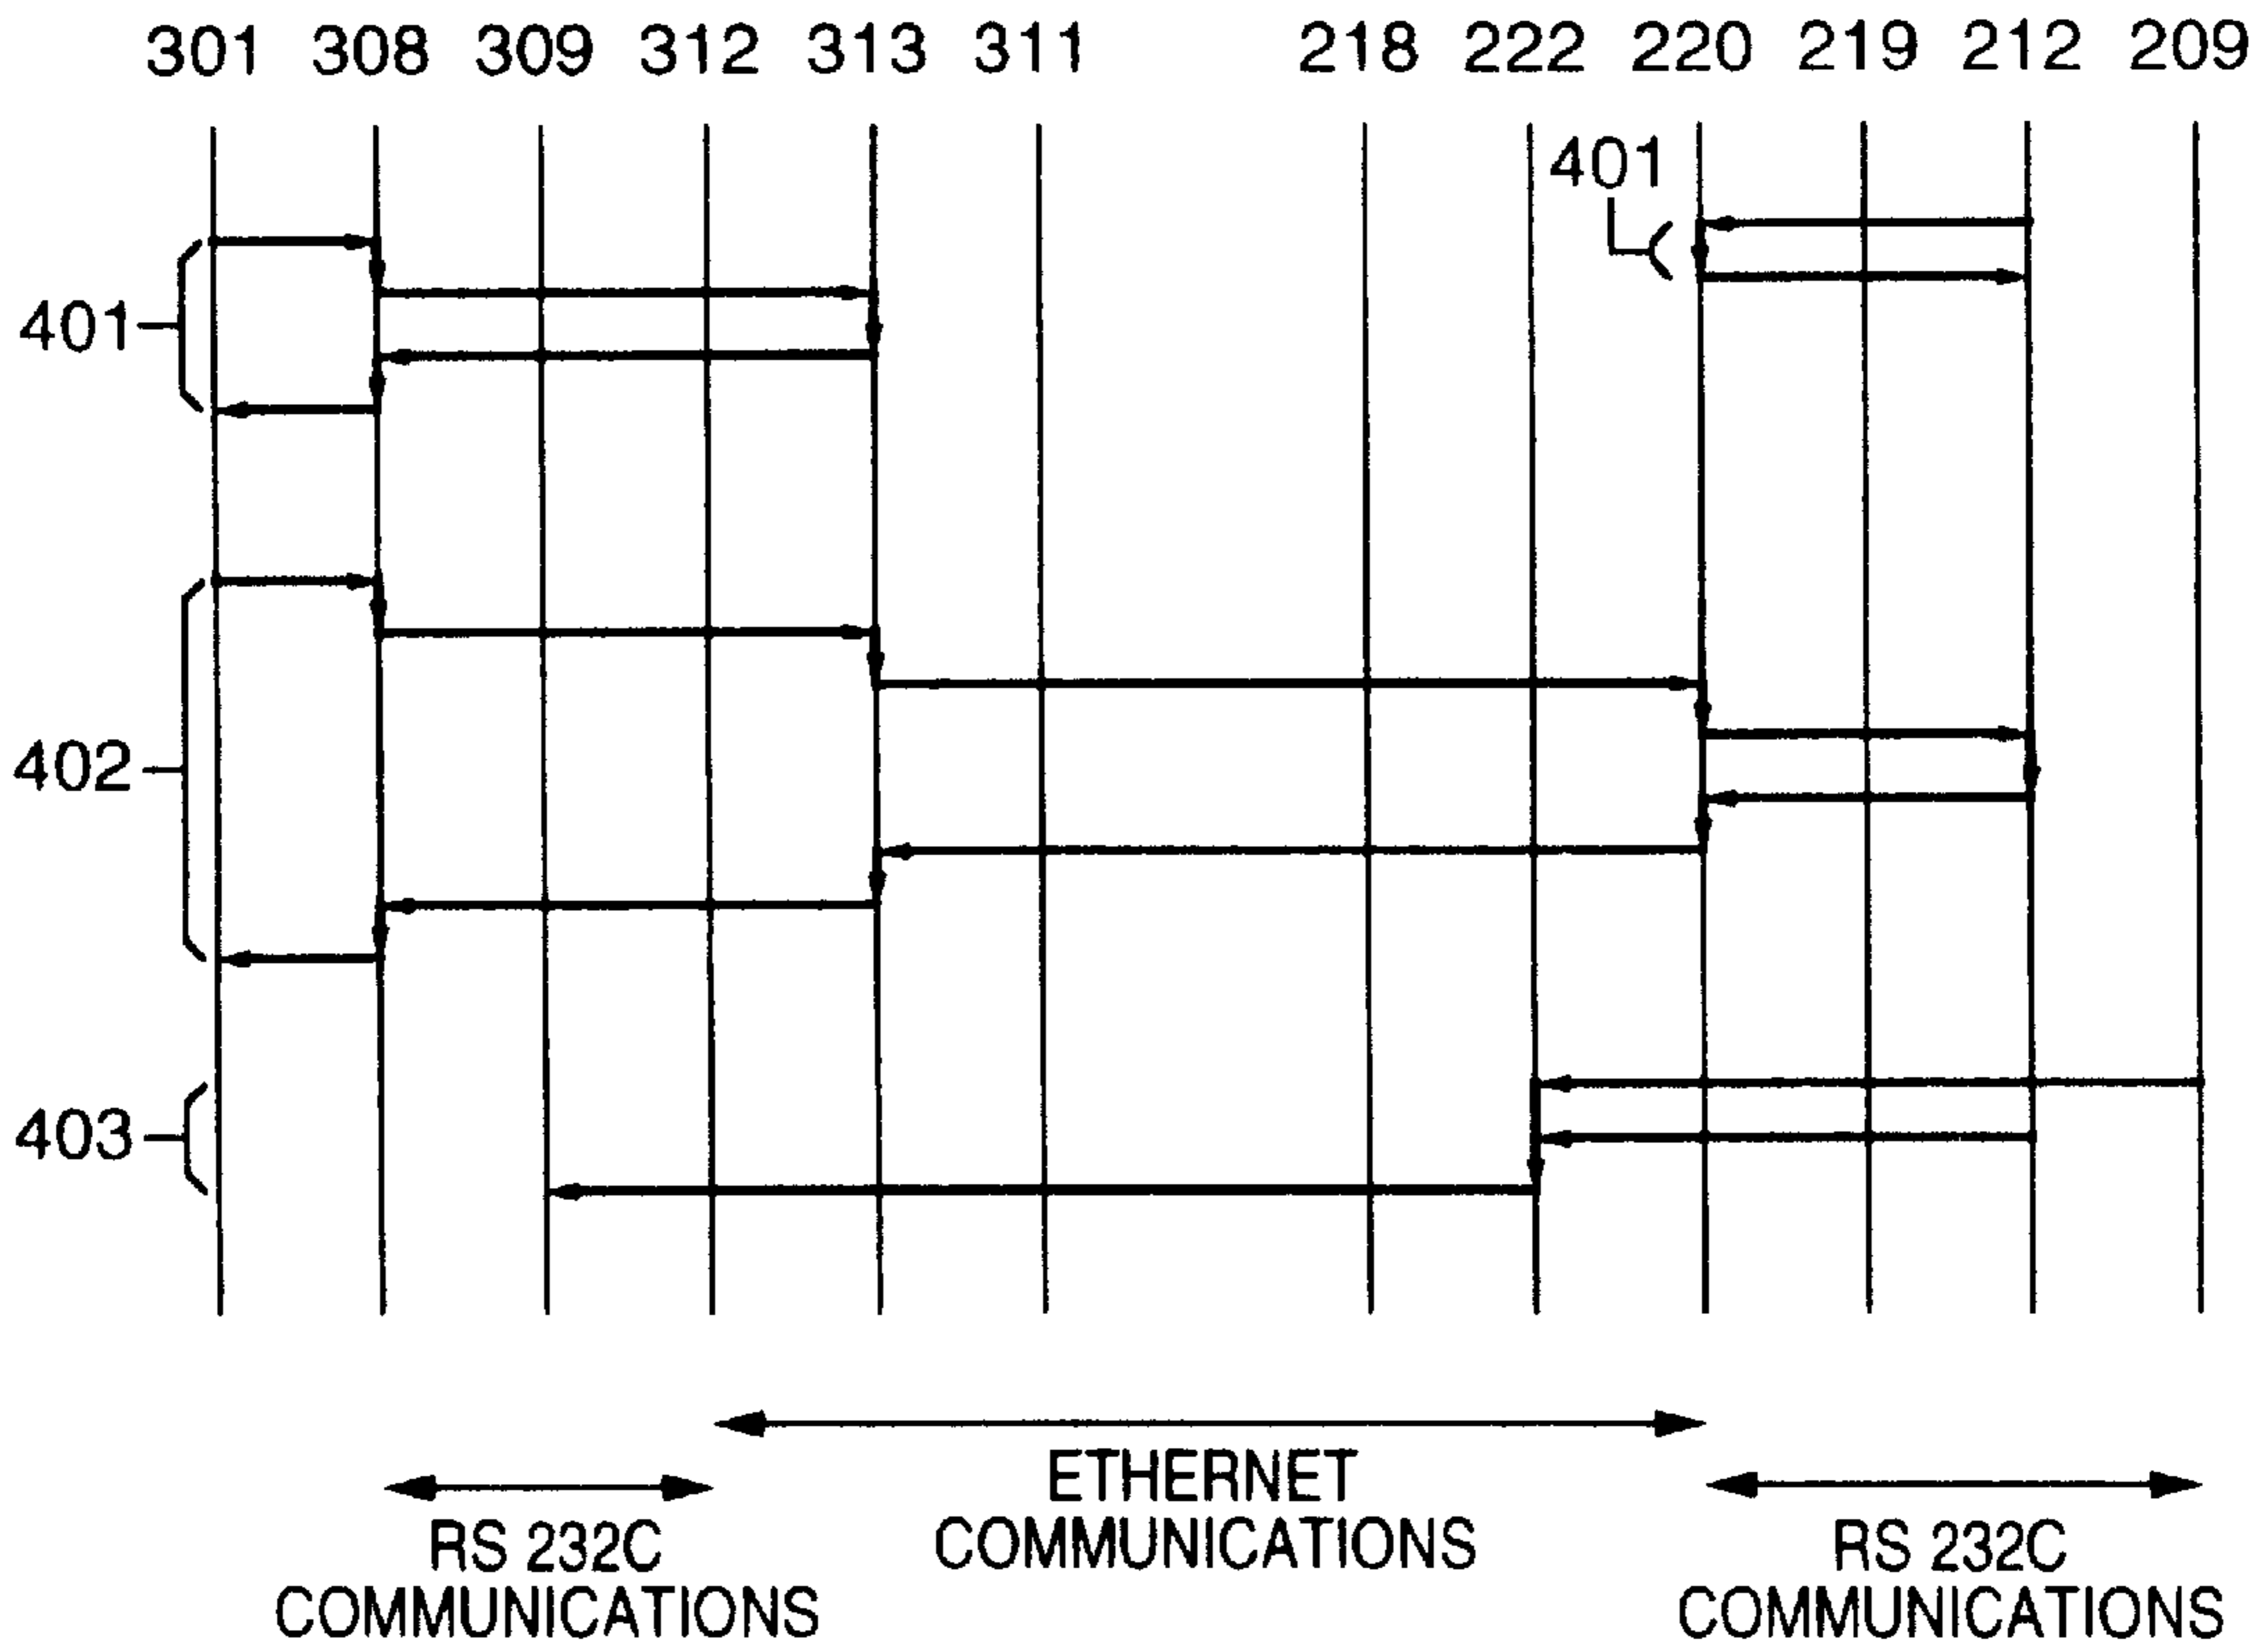 301 308 309 312 313 311 218 222 220 219 212 209
401
401
402
403
ETHERNET
COMMUNICATIONS
RS 232C
COMMUNICATIONS
RS 232C
COMMUNICATIONS